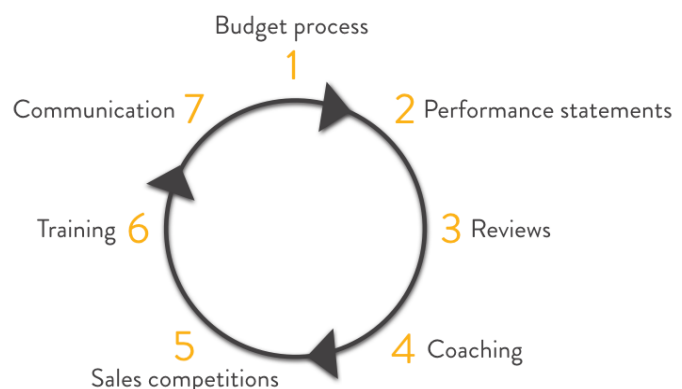 Budget process
1
2 Performance statements
3 Reviews
4 Coaching
5
Sales competitions
Training 6
Communication 7